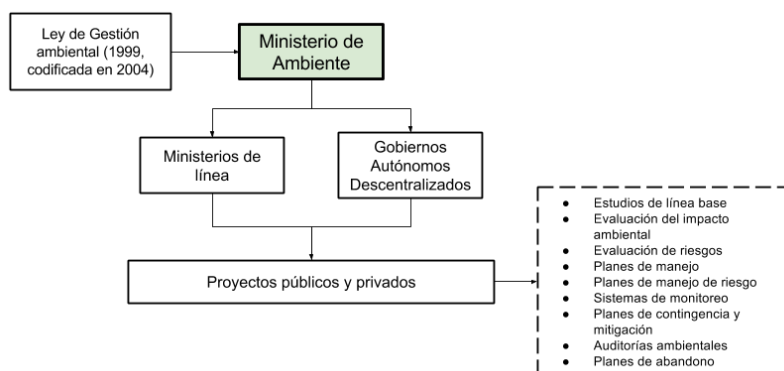 Ley de Gestión
ambiental (1999,
codificada en 2004)
Ministerio de
Ambiente
Ministerios de
línea
Gobiernos
Autónomos
Descentralizados
Proyectos públicos y privados
● Estudios de línea base
● Evaluación del impacto
ambiental
● Evaluación de riesgos
● Planes de manejo
● Planes de manejo de riesgo
● Sistemas de monitoreo
● Planes de contingencia y
mitigación
● Auditorías ambientales
● Planes de abandono